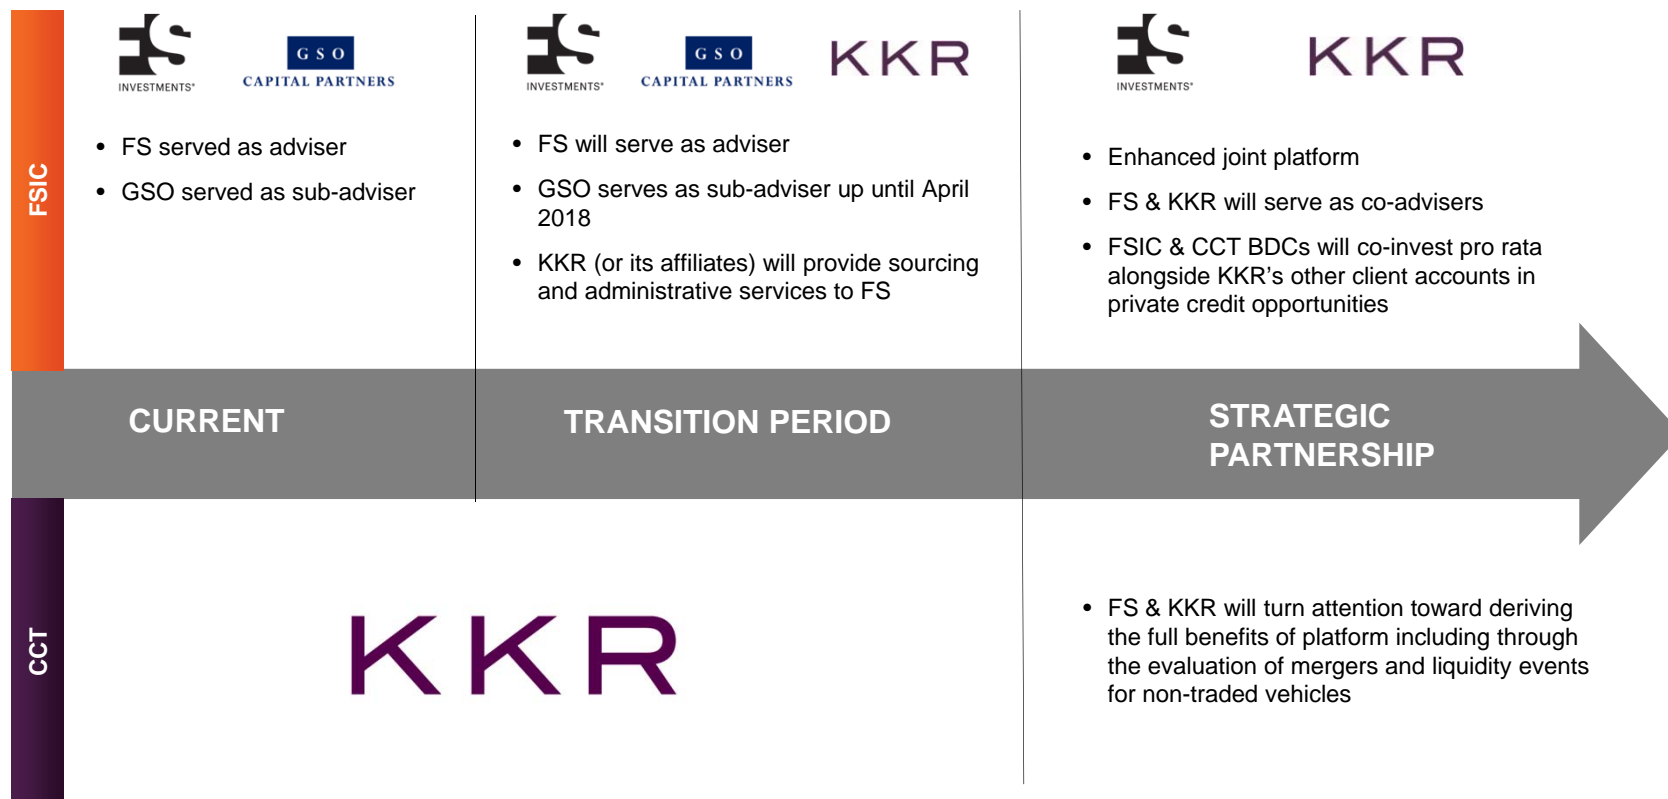 FS
INVESTMENTS®
GSO
CAPITAL PARTNERS
• FS served as adviser
• GSO served as sub-adviser
FS
INVESTMENTS®
GSO
CAPITAL PARTNERS
KKR
• FS will serve as adviser
• GSO serves as sub-adviser up until April
2018
• KKR (or its affiliates) will provide sourcing
and administrative services to FS
FS
INVESTMENTS®
KKR
• Enhanced joint platform
• FS & KKR will serve as co-advisers
• FSIC & CCT BDCs will co-invest pro rata
alongside KKR's other client accounts in
private credit opportunities
FSIC
CURRENT
TRANSITION PERIOD
STRATEGIC
PARTNERSHIP
CCT
KKR
• FS & KKR will turn attention toward deriving
the full benefits of platform including through
the evaluation of mergers and liquidity events
for non-traded vehicles